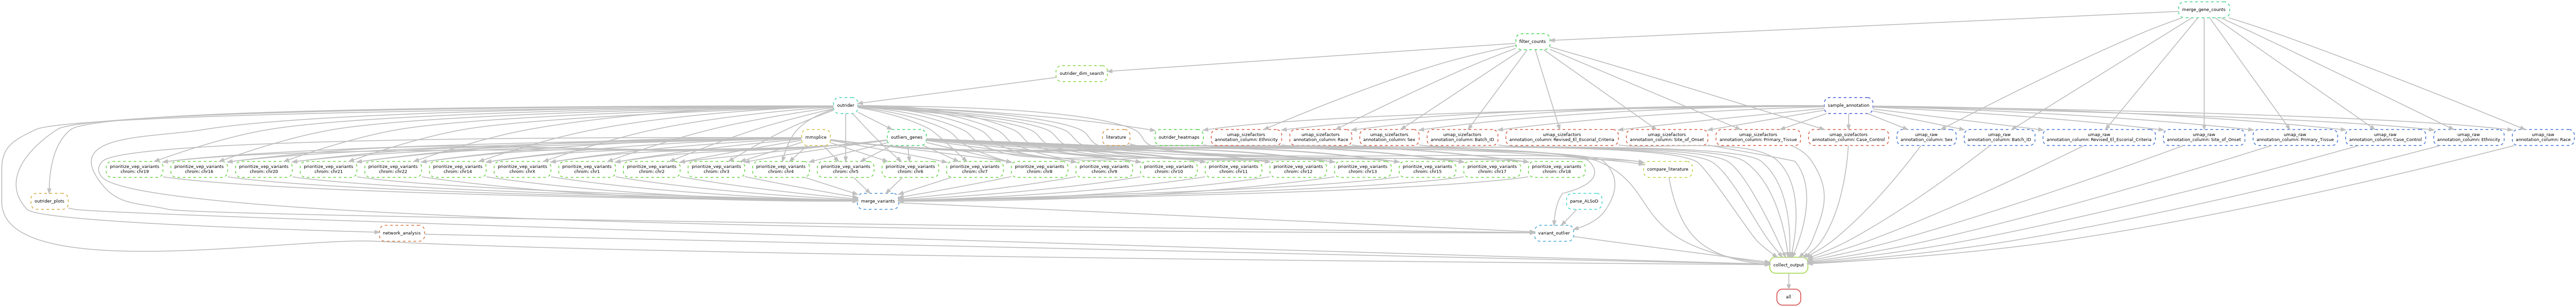 merge_gene_counts
filter_counts
outrider_dim_search
outrider
sample_annotation
mmsplice
outliers_genes
literature
outrider_heatmaps
umap_sizefactors
annotation_column: Ethnicity
umap_sizefactors
annotation_column: Race
umap_sizefactors
annotation_column: Sex
umap_sizefactors
annotation_column: Batch_ID
umap_sizefactors
annotation_column: Revised_El_Escorial_Criteria
umap_sizefactors
annotation_column: Site_of_Onset
umap_sizefactors
annotation_column: Primary_Tissue
umap_sizefactors
annotation_column: Case_Control
umap_raw
annotation_column: Sex
umap_raw
annotation_column: Batch_ID
umap_raw
annotation_column: Revised_El_Escorial_Criteria
umap_raw
annotation_column: Site_of_Onset
umap_raw
annotation_column: Primary_Tissue
umap_raw
annotation_column: Case_Control
umap_raw
annotation_column: Ethnicity
umap_raw
annotation_column: Race
prioritize_vep_variants
chrom: chr19
prioritize_vep_variants
chrom: chr16
prioritize_vep_variants
chrom: chr20
prioritize_vep_variants
chrom: chr21
prioritize_vep_variants
chrom: chr22
prioritize_vep_variants
chrom: chr14
prioritize_vep_variants
chrom: chrX
prioritize_vep_variants
chrom: chr1
prioritize_vep_variants
chrom: chr2
prioritize_vep_variants
chrom: chr3
prioritize_vep_variants
chrom: chr4
prioritize_vep_variants
chrom: chr5
prioritize_vep_variants
chrom: chr6
prioritize_vep_variants
chrom: chr7
prioritize_vep_variants
chrom: chr8
prioritize_vep_variants
chrom: chr9
prioritize_vep_variants
chrom: chr10
prioritize_vep_variants
chrom: chr11
prioritize_vep_variants
chrom: chr12
prioritize_vep_variants
chrom: chr13
prioritize_vep_variants
chrom: chr15
prioritize_vep_variants
chrom: chr17
prioritize_vep_variants
chrom: chr18
compare_literature
outrider_plots
merge_variants
parse_ALSoD
network_analysis
variant_outlier
collect_output
all